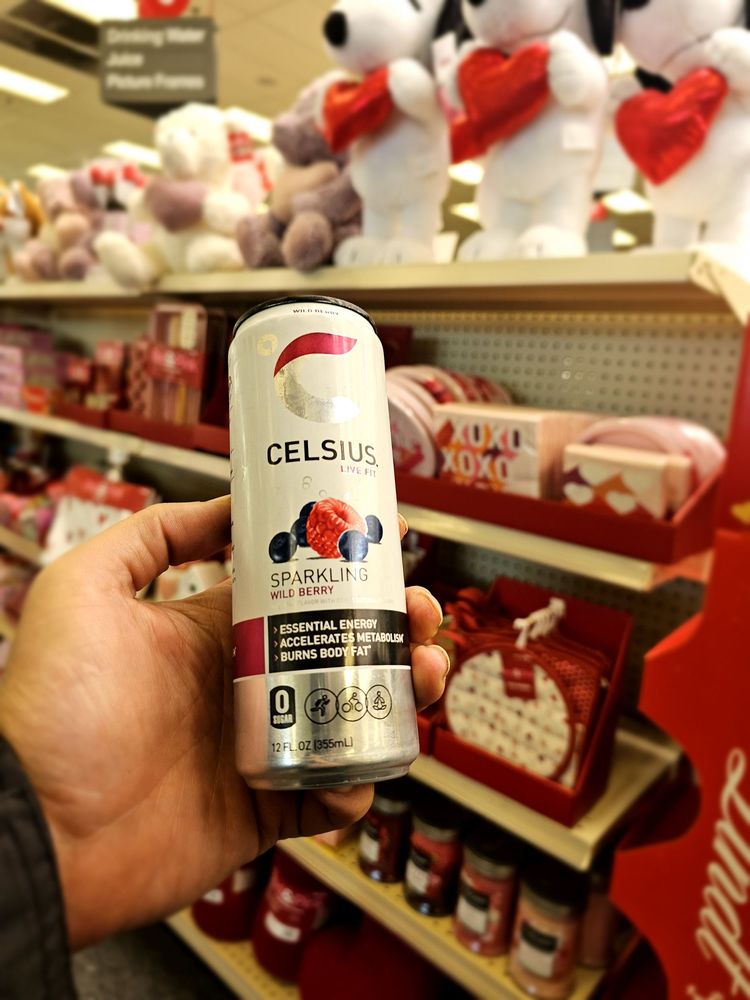 Drinking Water
Juice
Picture Frames
WILD BERRY
CELSIUS.
LIVE FIT
SPARKLING
WILD BERRY
› ESSENTIAL ENERGY
› ACCELERATES METABOLISM*
› BURNS BODY FAT*
0
SUGAR
12 FL. OZ (355mL)
XOXO
XOXO
Lindt